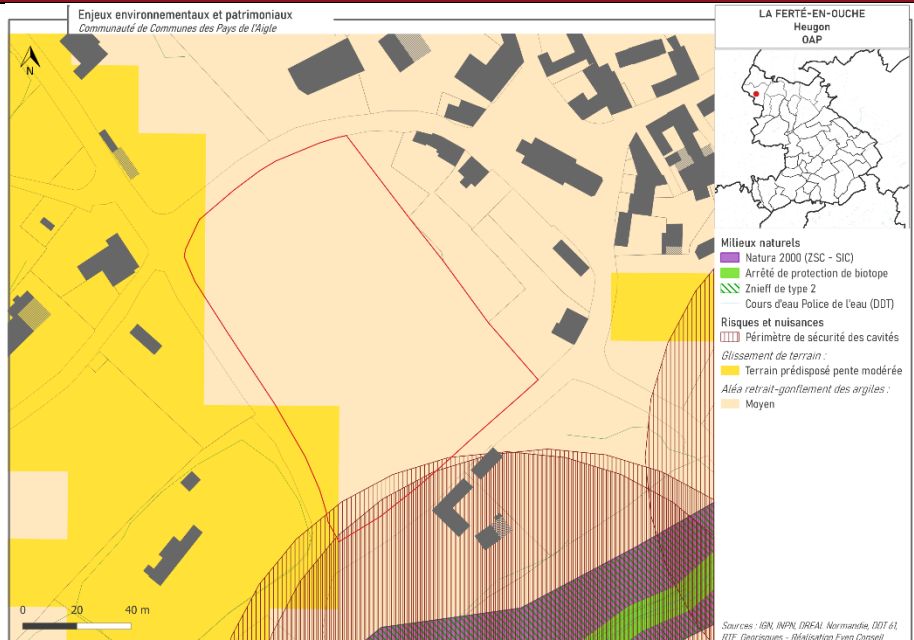 Enjeux environnementaux et patrimoniaux
Communauté de Communes des Pays de l'Aigle
LA FERTÉ-EN-OUCHE
Heugon
OAP
N
Milieux naturels
Natura 2000 (ZSC - SIC)
Arrêté de protection de biotope
Znieff de type 2
Cours d'eau Police de l'eau (DDT)
Risques et nuisances
Périmètre de sécurité des cavités
Glissement de terrain :
Terrain prédisposé pente modérée
Aléa retrait-gonflement des argiles :
Moyen
0 20 40 m
Sources : IGN, INPN, DREAL Normandie, DDT 61,
RTE, Georisques - Réalisation Even Conseil